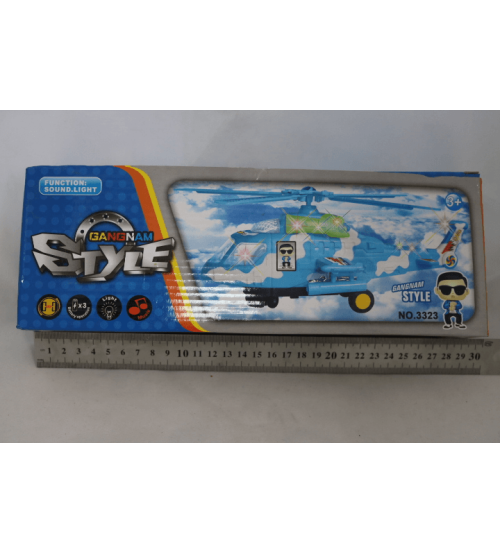 FUNCTION:
SOUND.LIGHT
GANGNAM
STYLE
x3
Light
3+
GANGNAM
STYLE
NO.3323
1 2 3 4 5 6 7 8 9 10 11 12 13 14 15 16 17 18 19 20 21 22 23 24 25 26 27 28 29 30